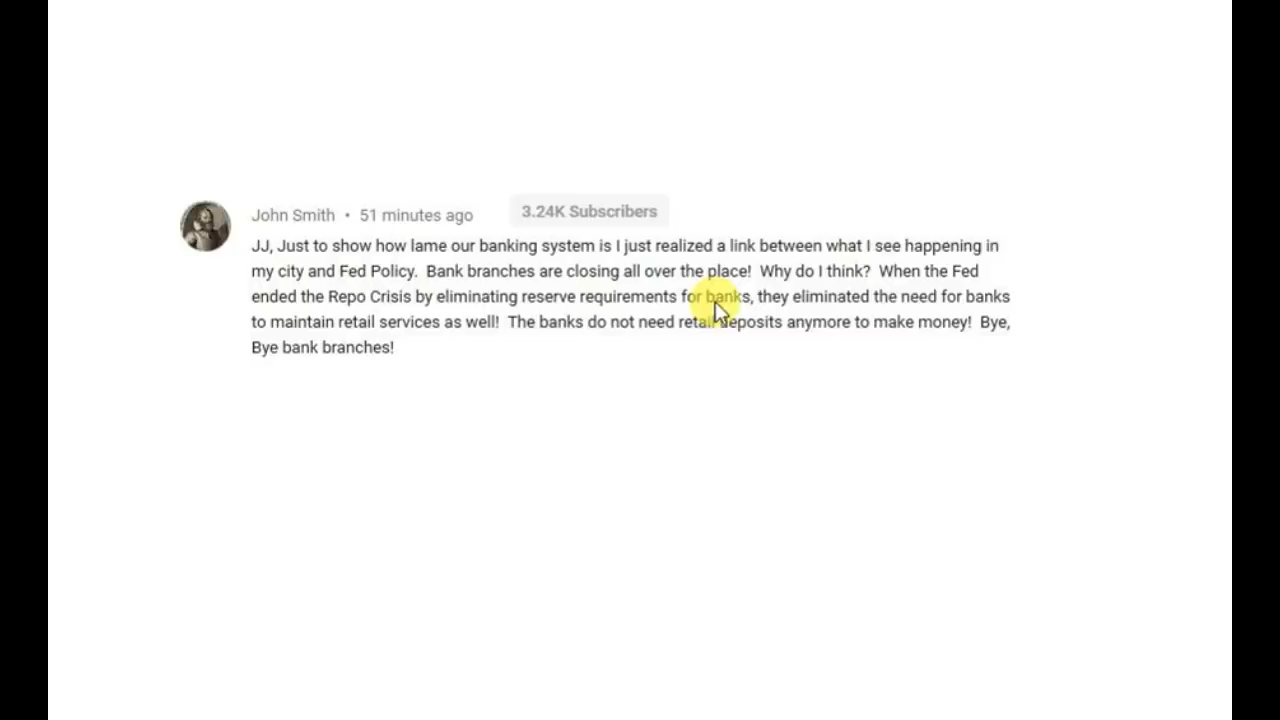 John Smith • 51 minutes ago 3.24K Subscribers
JJ, Just to show how lame our banking system is I just realized a link between what I see happening in
my city and Fed Policy.  Bank branches are closing all over the place!  Why do I think?  When the Fed
ended the Repo Crisis by eliminating reserve requirements for banks, they eliminated the need for banks
to maintain retail services as well!  The banks do not need retail deposits anymore to make money!  Bye,
Bye bank branches!